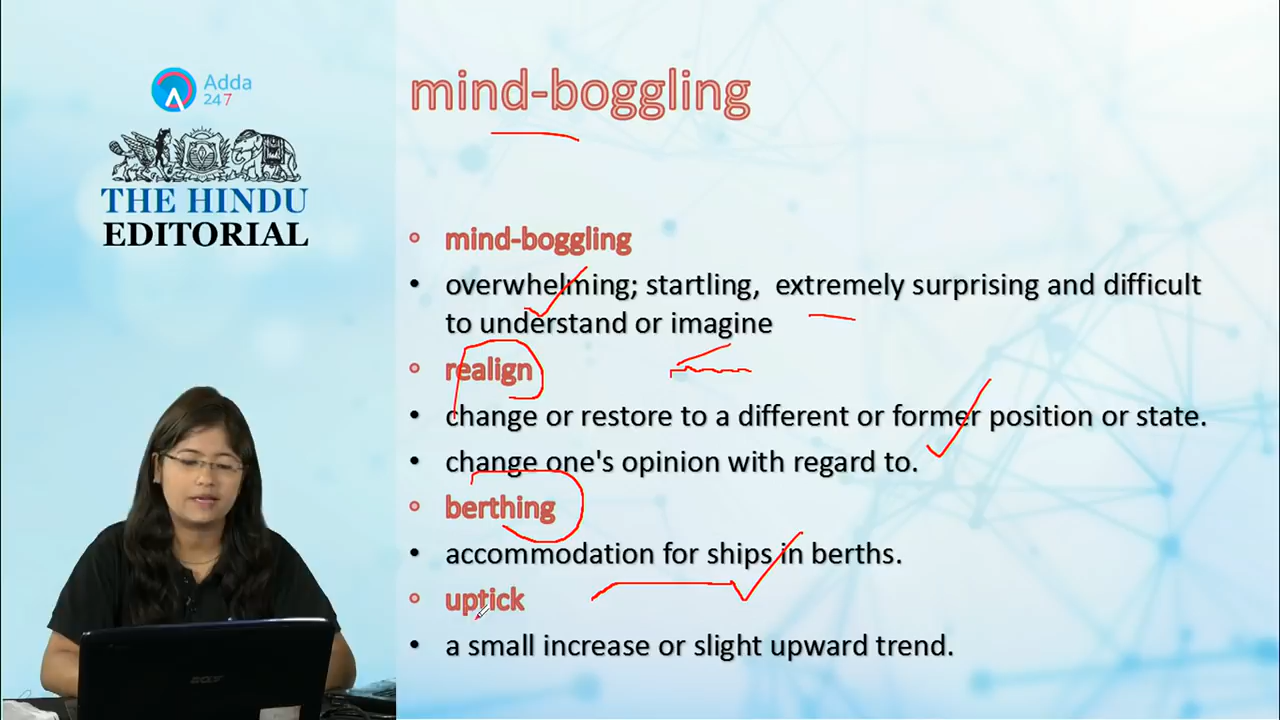 Adda
247
THE HINDU
EDITORIAL
mind-boggling
mind-boggling
overwhelming; startling, extremely surprising and difficult
to understand or imagine
realign
change or restore to a different or former position or state.
change one's opinion with regard to.
berthing
accommodation for ships in berths.
uptick
a small increase or slight upward trend.
acer